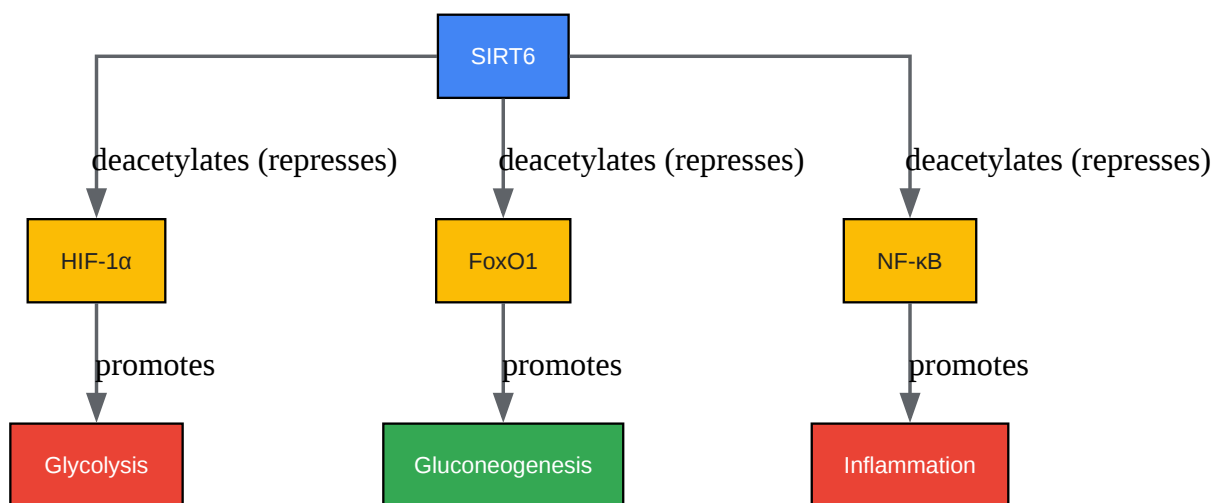 SIRT6
deacetylates (represses) deacetylates (represses) deacetylates (represses)
HIF-1α FoxO1 NF-κB
promotes promotes promotes
Glycolysis Gluconeogenesis Inflammation